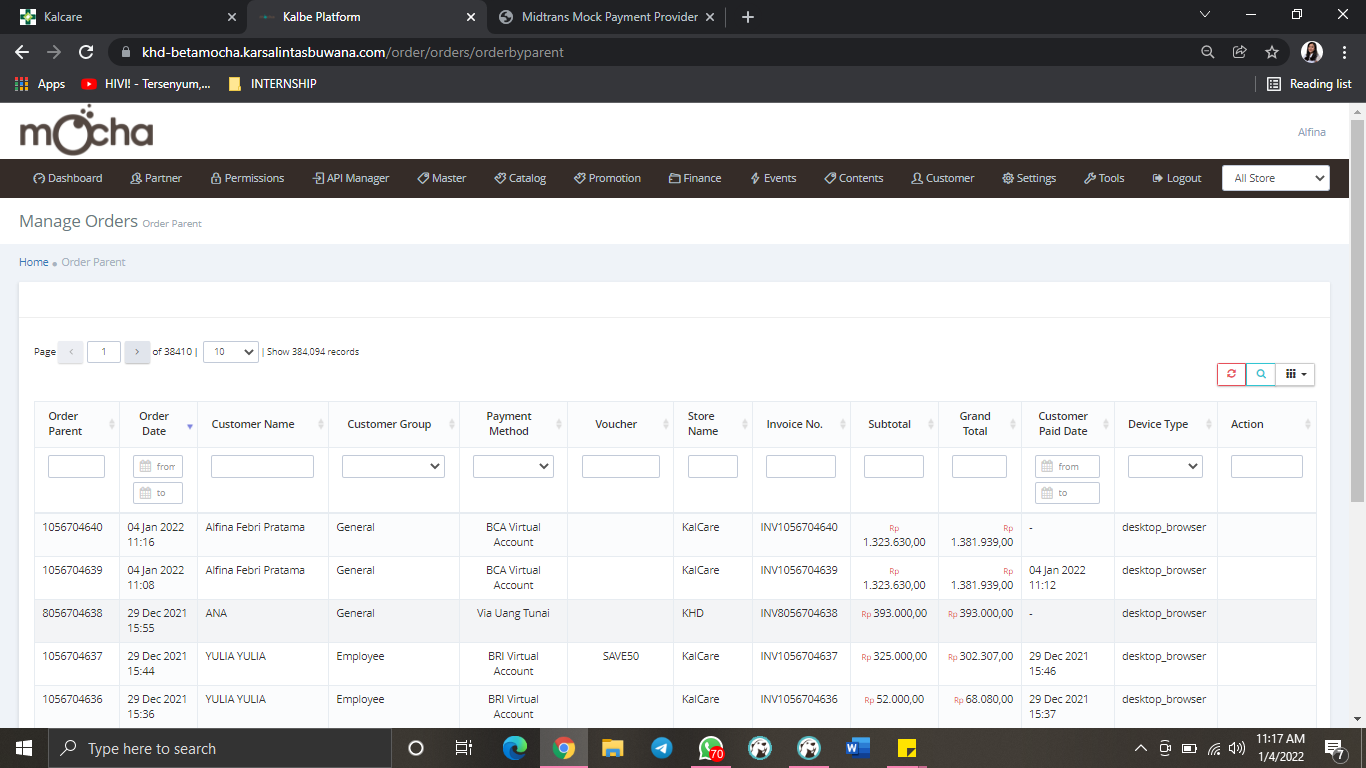 Kalcare
Kalbe Platform
Midtrans Mock Payment Provider
khd-betamocha.karsalintasbuwana.com/order/orders/orderbyparent
Apps
HIVI! - Tersenyum,...
INTERNSHIP
Reading list
mocha
Alfina
Dashboard Partner Permissions API Manager Master Catalog Promotion Finance Events Contents Customer Settings Tools Logout All Store
Manage Orders Order Parent
Home Order Parent
Page < 1 > of 38410 | 10 | Show 384,094 records
Order Parent Order Date Customer Name Customer Group Payment Method Voucher Store Name Invoice No. Subtotal Grand Total Customer Paid Date Device Type Action
from from
to to
1056704640 04 Jan 2022 11:16 Alfina Febri Pratama General BCA Virtual Account KalCare INV1056704640 Rp 1.323.630,00 Rp 1.381.939,00 - desktop_browser
1056704639 04 Jan 2022 11:08 Alfina Febri Pratama General BCA Virtual Account KalCare INV1056704639 Rp 1.323.630,00 Rp 1.381.939,00 04 Jan 2022 11:12 desktop_browser
8056704638 29 Dec 2021 15:55 ANA General Via Uang Tunai KHD INV8056704638 Rp 393.000,00 Rp 393.000,00 - desktop_browser
1056704637 29 Dec 2021 15:44 YULIA YULIA Employee BRI Virtual Account SAVE50 KalCare INV1056704637 Rp 325.000,00 Rp 302.307,00 29 Dec 2021 15:46 desktop_browser
1056704636 29 Dec 2021 15:36 YULIA YULIA Employee BRI Virtual Account KalCare INV1056704636 Rp 52.000,00 Rp 68.080,00 29 Dec 2021 15:37 desktop_browser
Type here to search
70
11:17 AM
1/4/2022
7